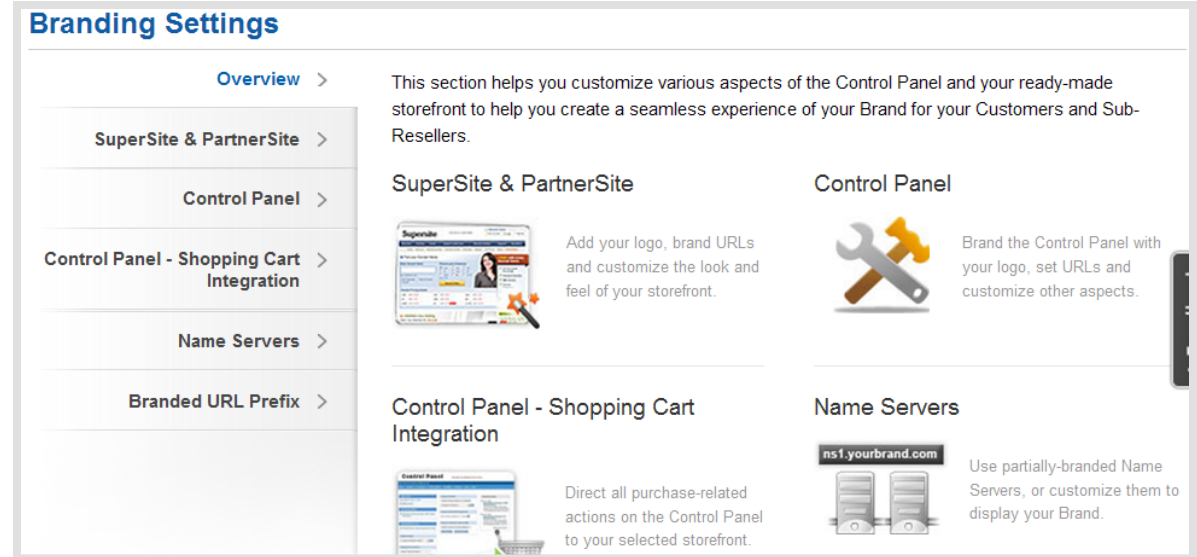 Branding Settings
Overview >
SuperSite & PartnerSite >
Control Panel >
Control Panel - Shopping Cart >
Integration
Name Servers >
Branded URL Prefix >
This section helps you customize various aspects of the Control Panel and your ready-made
storefront to help you create a seamless experience of your Brand for your Customers and Sub-
Resellers.
SuperSite & PartnerSite
Supersite
Add your logo, brand URLs
and customize the look and
feel of your storefront.
Control Panel
Brand the Control Panel with
your logo, set URLs and
customize other aspects.
Control Panel - Shopping Cart
Integration
Control Panel
Direct all purchase-related
actions on the Control Panel
to your selected storefront.
Name Servers
ns1.yourbrand.com
Use partially-branded Name
Servers, or customize them to
display your Brand.